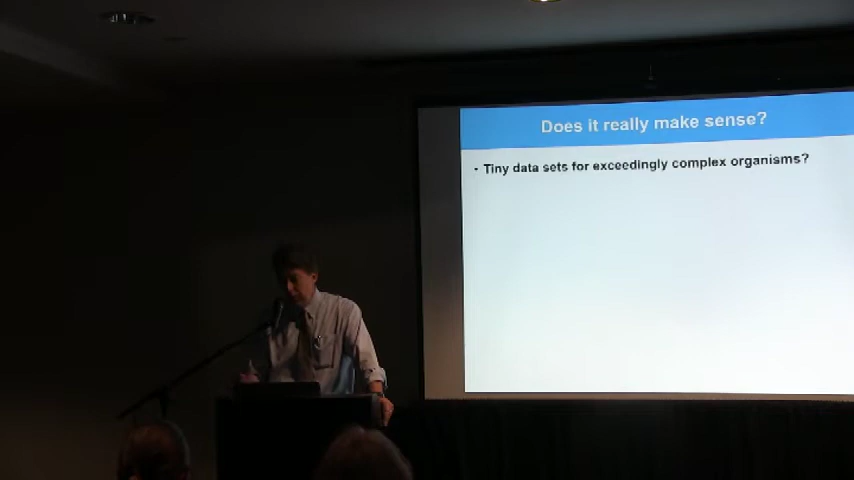 Does it really make sense?
• Tiny data sets for exceedingly complex organisms?